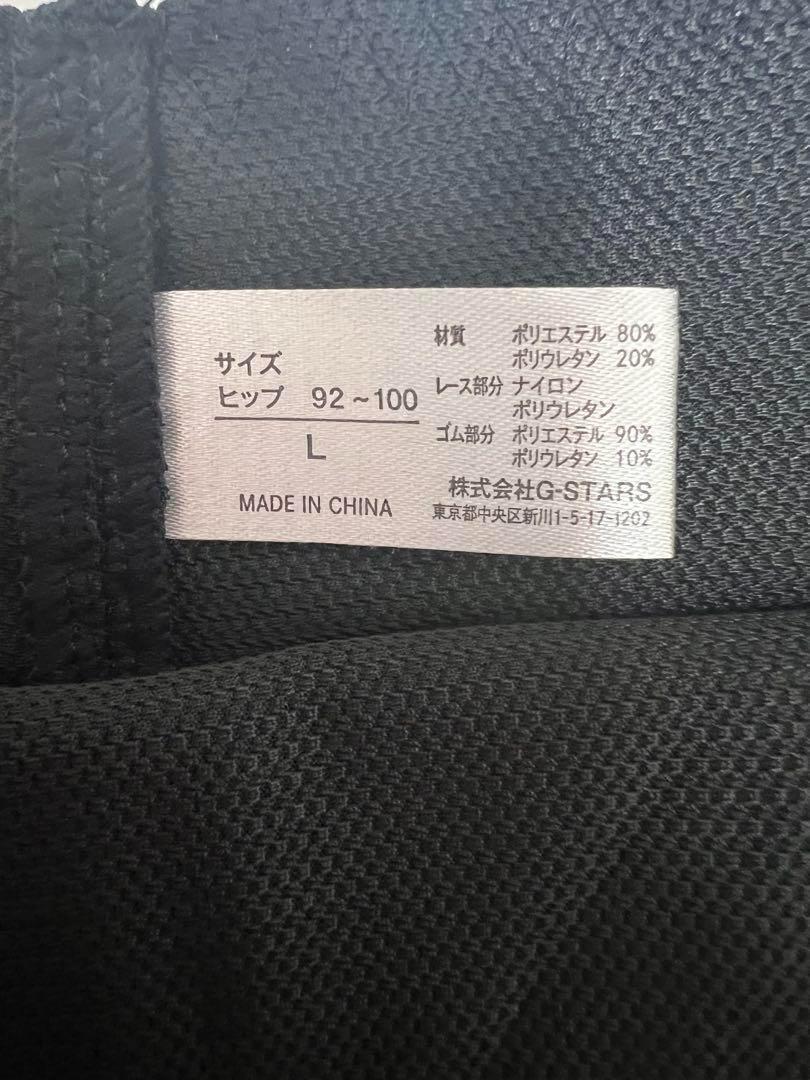 サイズ
ヒップ 92～100
L
MADE IN CHINA
材質 ポリエステル 80%
ポリウレタン 20%
レース部分 ナイロン
ポリウレタン
ゴム部分 ポリエステル 90%
ポリウレタン 10%
株式会社G-STARS
東京都中央区新川1-5-17-1202